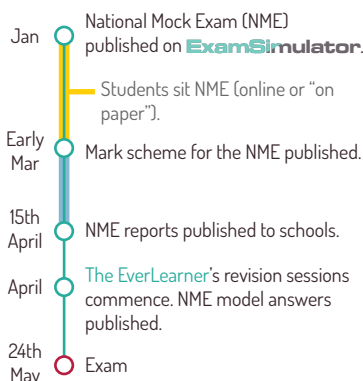 Jan
National Mock Exam (NME)
published on ExamSimulator.
Students sit NME (online or “on
paper”).
Early
Mar
Mark scheme for the NME published.
15th
April
NME reports published to schools.
April
The EverLearner’s revision sessions
commence. NME model answers
published.
24th
May
Exam